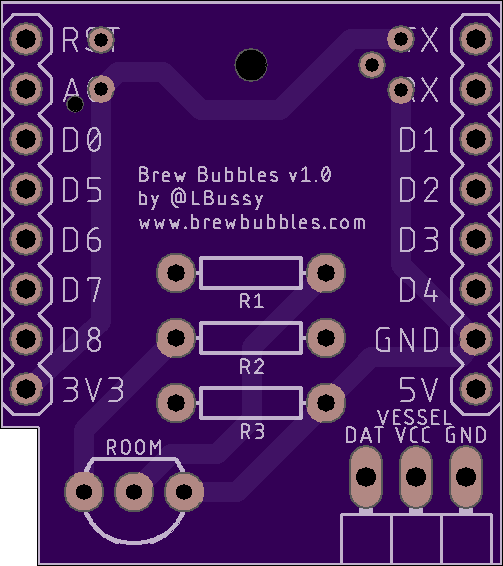 RST TX
A0 RX
D0 D1
D5 D2
D6 D3
D7 D4
D8 GND
3V3 5V
Brew Bubbles v1.0
by @LBussy
www.brewbubbles.com
R1
R2
R3
ROOM
VESSEL
DAT VCC GND